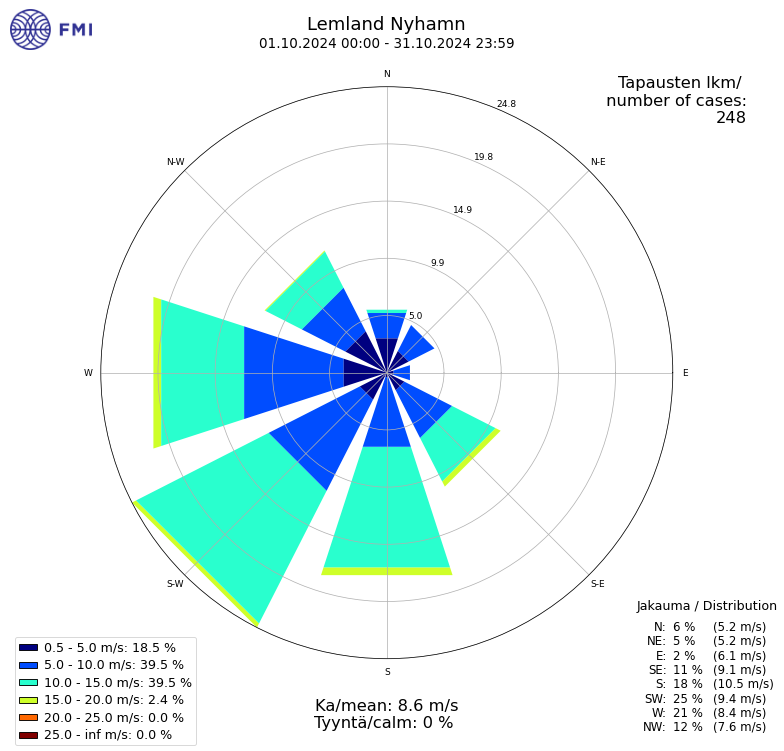 FMI
Lemland Nyhamn
01.10.2024 00:00 - 31.10.2024 23:59
Tapausten lkm/
number of cases:
248
N
24.8
N-W
N-E
19.8
14.9
9.9
5.0
W
E
S-W
S-E
S
Jakauma / Distribution
N: 6 % (5.2 m/s)
NE: 5 % (5.2 m/s)
E: 2 % (6.1 m/s)
SE: 11 % (9.1 m/s)
S: 18 % (10.5 m/s)
SW: 25 % (9.4 m/s)
W: 21 % (8.4 m/s)
NW: 12 % (7.6 m/s)
0.5 - 5.0 m/s: 18.5 %
5.0 - 10.0 m/s: 39.5 %
10.0 - 15.0 m/s: 39.5 %
15.0 - 20.0 m/s: 2.4 %
20.0 - 25.0 m/s: 0.0 %
25.0 - inf m/s: 0.0 %
Ka/mean: 8.6 m/s
Tyyntä/calm: 0 %